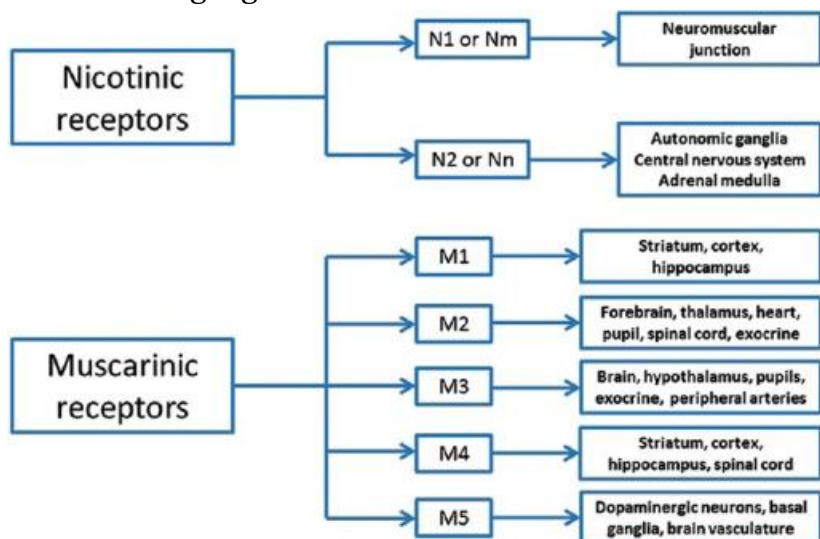 N1 or Nm
Neuromuscular
junction
Nicotinic
receptors
N2 or Nn
Autonomic ganglia
Central nervous system
Adrenal medulla
M1
Striatum, cortex,
hippocampus
M2
Forebrain, thalamus, heart,
pupil, spinal cord, exocrine
Muscarinic
receptors
M3
Brain, hypothalamus, pupils,
exocrine, peripheral arteries
M4
Striatum, cortex,
hippocampus, spinal cord
M5
Dopaminergic neurons, basal
ganglia, brain vasculature